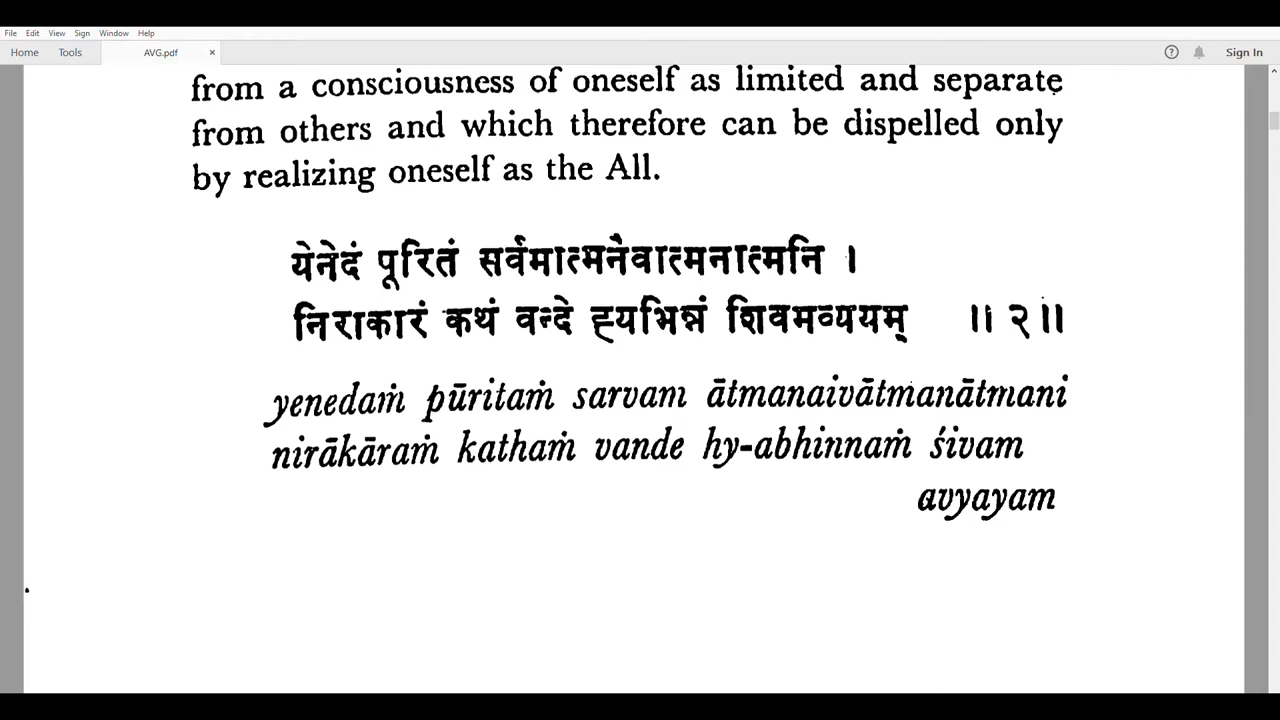 File Edit View Sign Window Help
Home Tools AVG.pdf × Sign In
from a consciousness of oneself as limited and separate
from others and which therefore can be dispelled only
by realizing oneself as the All.
येनेदं पूरितं सर्वमात्मनैवात्मनात्मनि ।
निराकारं कथं वन्दे ह्यभिन्नं शिवमव्ययम् ॥ २॥
yenedaṁ pūritaṁ sarvam ātmanaivātmanātmani
nirākāraṁ kathaṁ vande hy-abhinnaṁ śivam
avyayam